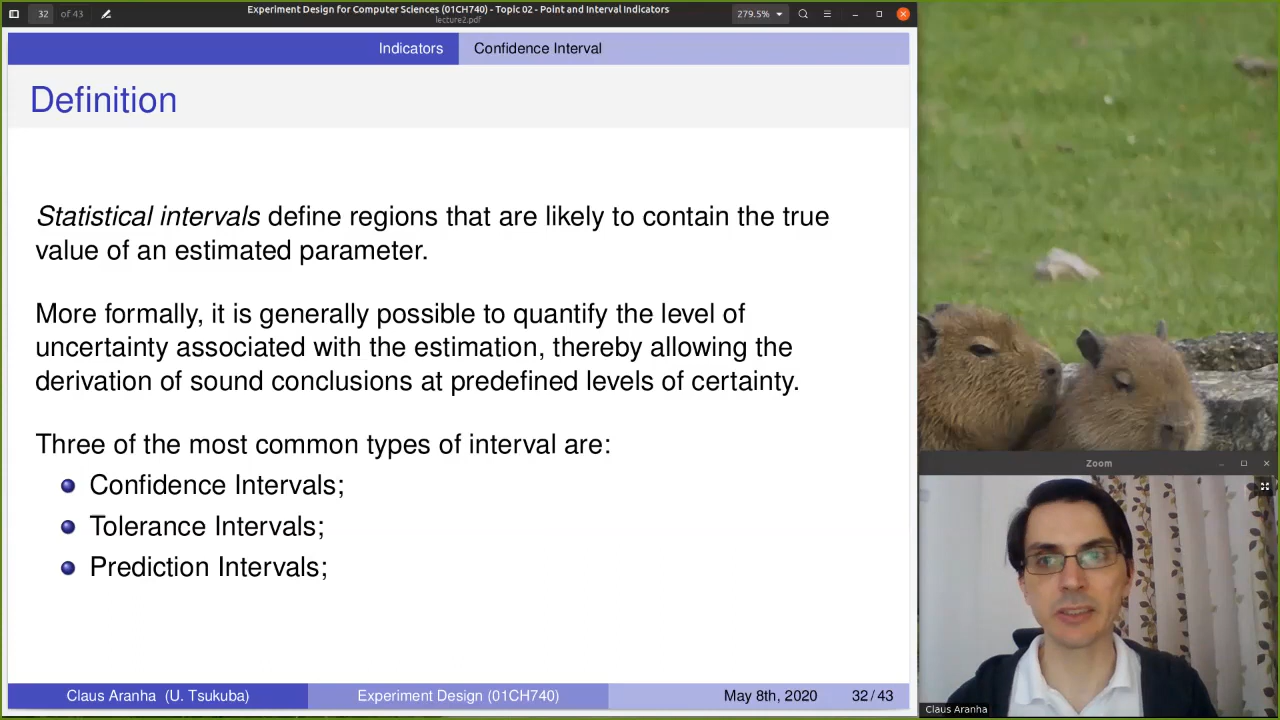 32 of 43
Experiment Design for Computer Sciences (01CH740) - Topic 02 - Point and Interval Indicators
lecture2.pdf
279.5%
Indicators
Confidence Interval
Definition
Statistical intervals define regions that are likely to contain the true
value of an estimated parameter.
More formally, it is generally possible to quantify the level of
uncertainty associated with the estimation, thereby allowing the
derivation of sound conclusions at predefined levels of certainty.
Three of the most common types of interval are:
Confidence Intervals;
Tolerance Intervals;
Prediction Intervals;
Claus Aranha (U. Tsukuba)
Experiment Design (01CH740)
May 8th, 2020
32 / 43
Zoom
Claus Aranha